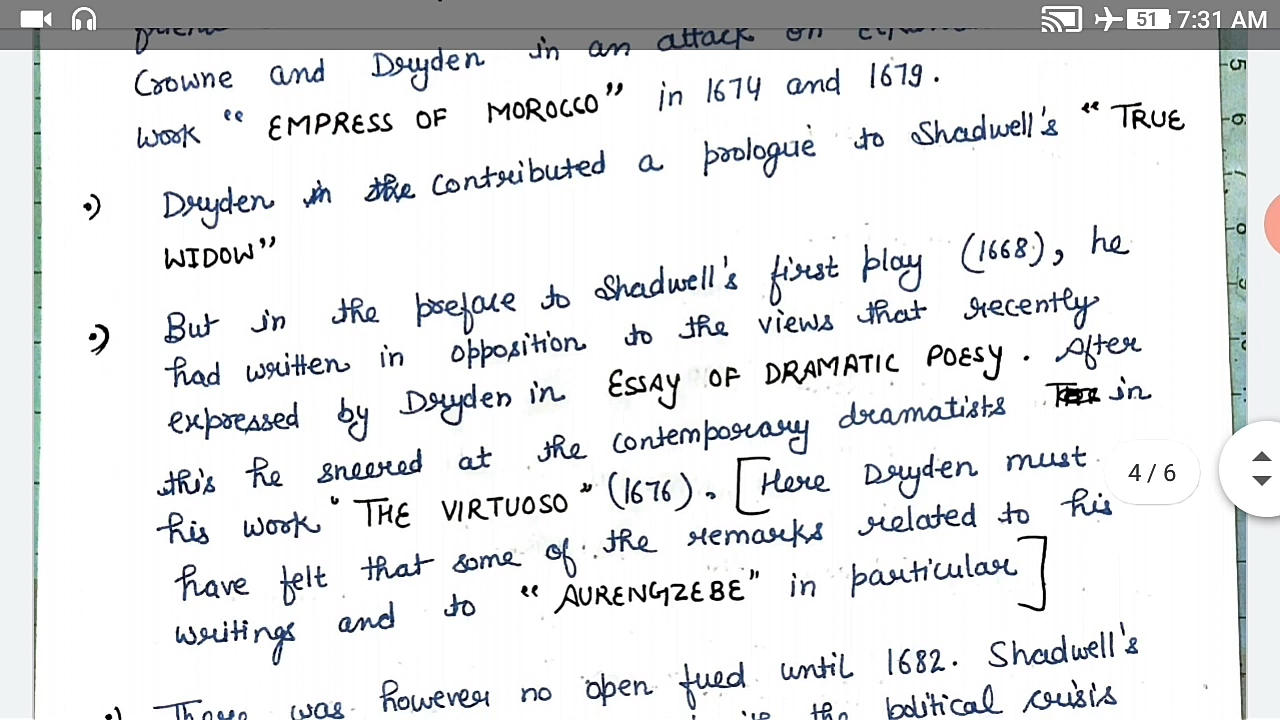 51 7:31 AM
Crowne and Dryden in an attack on
work "EMPRESS OF MOROCCO" in 1674 and 1679.
•) Dryden in the contributed a prologue to Shadwell's "TRUE
WIDOW"
•) But in the preface to Shadwell's first play (1668), he
had written in opposition to the views that recently
expressed by Dryden in ESSAY OF DRAMATIC POESY. After
this he sneered at the contemporary dramatists in
his work "THE VIRTUOSO" (1676). [Here Dryden must
have felt that some of the remarks related to his
writings and to "AURENGZEBE" in particular]
4 / 6
•) There was however no open fued until 1682. Shadwell's
the political crisis